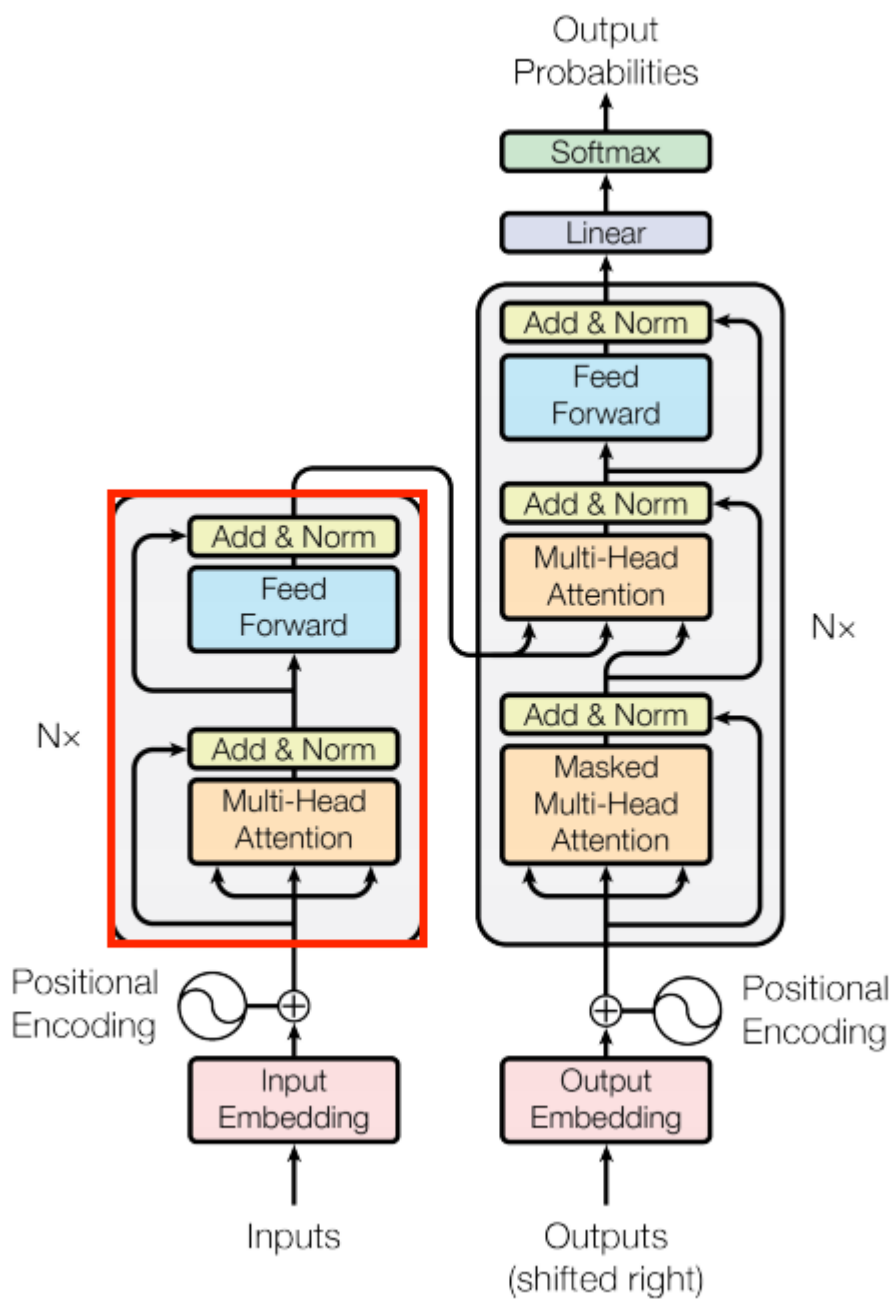 Output
Probabilities
Softmax
Linear
Add & Norm
Feed
Forward
Add & Norm
Multi-Head
Attention
Nx
Add & Norm
Masked
Multi-Head
Attention
Add & Norm
Feed
Forward
Nx
Add & Norm
Multi-Head
Attention
Positional
Encoding
Positional
Encoding
Input
Embedding
Output
Embedding
Inputs
Outputs
(shifted right)